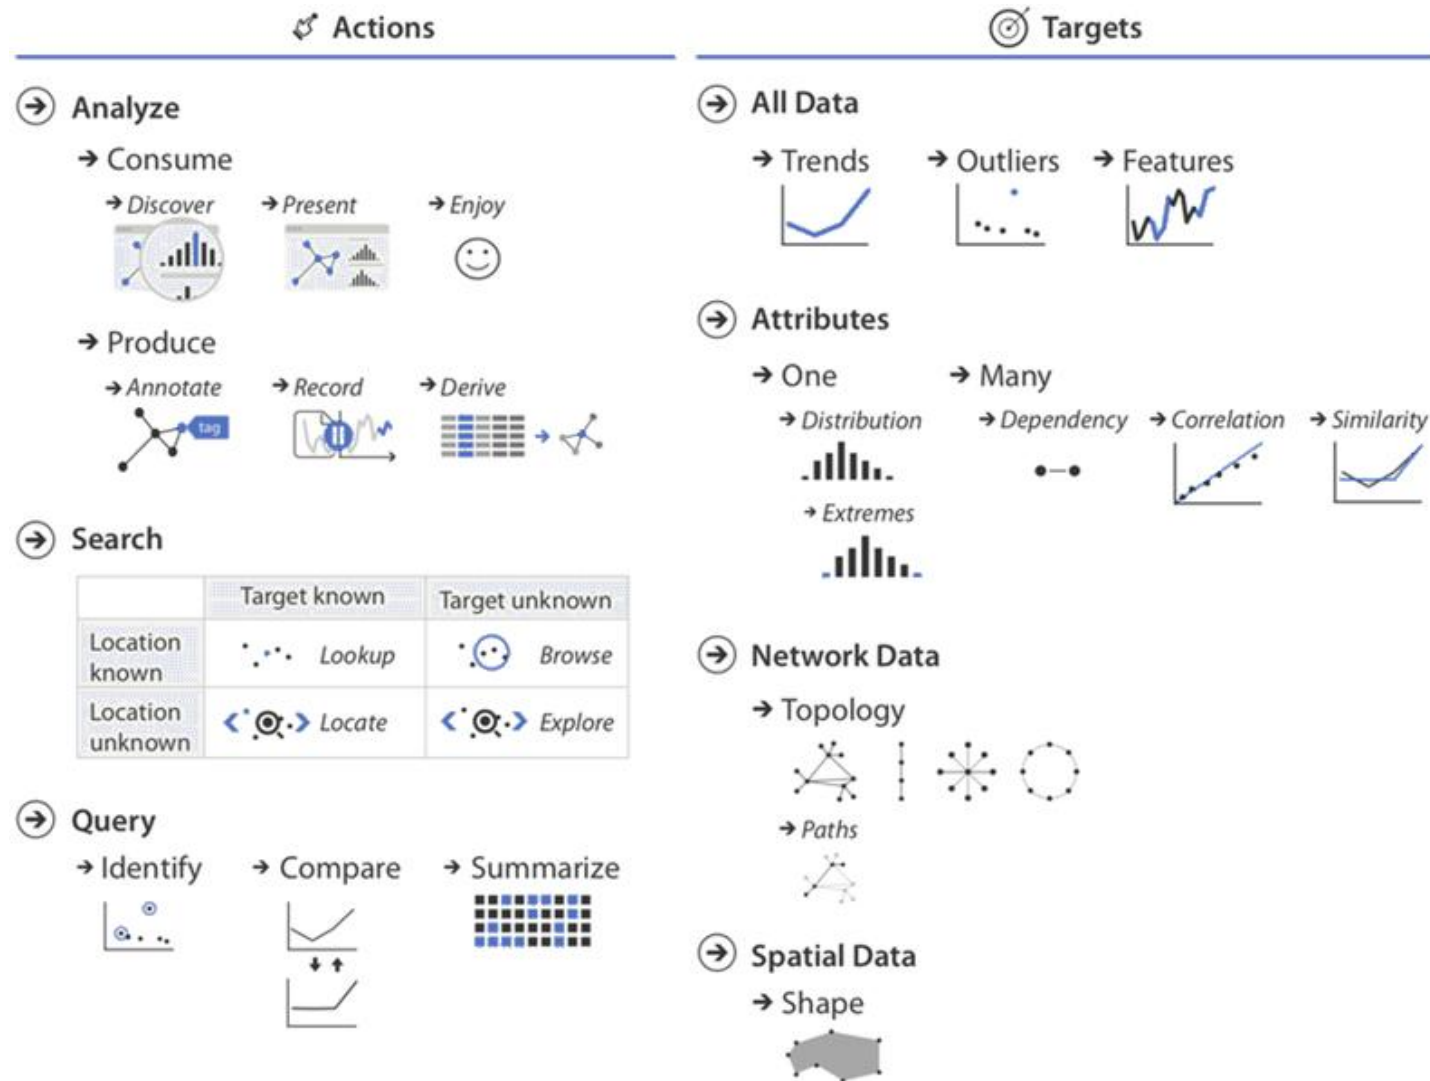 Actions
Analyze
→ Consume
→ Discover → Present → Enjoy
→ Produce
→ Annotate → Record → Derive
tag
Search
Target known Target unknown
Location known Lookup Browse
Location unknown Locate Explore
Query
→ Identify → Compare → Summarize
Targets
All Data
→ Trends → Outliers → Features
Attributes
→ One → Many
→ Distribution → Dependency → Correlation → Similarity
→ Extremes
Network Data
→ Topology
→ Paths
Spatial Data
→ Shape